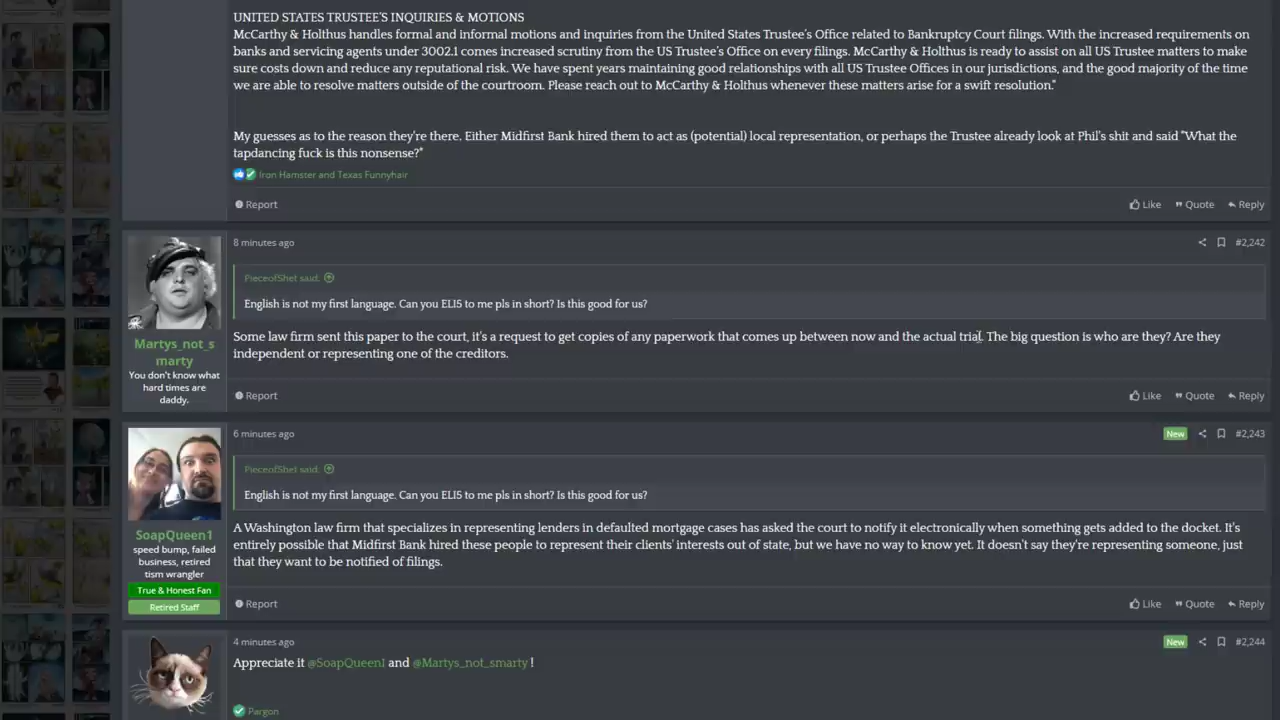 UNITED STATES TRUSTEE'S INQUIRIES & MOTIONS
McCarthy & Holthus handles formal and informal motions and inquiries from the United States Trustee's Office related to Bankruptcy Court filings. With the increased requirements on
banks and servicing agents under 3002.1 comes increased scrutiny from the US Trustee's Office on every filings. McCarthy & Holthus is ready to assist on all US Trustee matters to make
sure costs down and reduce any reputational risk. We have spent years maintaining good relationships with all US Trustee Offices in our jurisdictions, and the good majority of the time
we are able to resolve matters outside of the courtroom. Please reach out to McCarthy & Holthus whenever these matters arise for a swift resolution."
My guesses as to the reason they're there. Either Midfirst Bank hired them to act as (potential) local representation, or perhaps the Trustee already look at Phil's shit and said "What the
tapdancing fuck is this nonsense?"
Iron Hamster and Texas Funnyhair
Report Like Quote Reply
8 minutes ago #2,242
PieceofShet said:
English is not my first language. Can you ELI5 to me pls in short? Is this good for us?
Martys_not_s
marty
You don't know what
hard times are
daddy.
Some law firm sent this paper to the court, it's a request to get copies of any paperwork that comes up between now and the actual trial. The big question is who are they? Are they
independent or representing one of the creditors.
Report Like Quote Reply
6 minutes ago New #2,243
PieceofShet said:
English is not my first language. Can you ELI5 to me pls in short? Is this good for us?
SoapQueen1
speed bump, failed
business, retired
tism wrangler
True & Honest Fan
Retired Staff
A Washington law firm that specializes in representing lenders in defaulted mortgage cases has asked the court to notify it electronically when something gets added to the docket. It's
entirely possible that Midfirst Bank hired these people to represent their clients' interests out of state, but we have no way to know yet. It doesn't say they're representing someone, just
that they want to be notified of filings.
Report Like Quote Reply
4 minutes ago New #2,244
Appreciate it @SoapQueen1 and @Martys_not_smarty !
Pargon